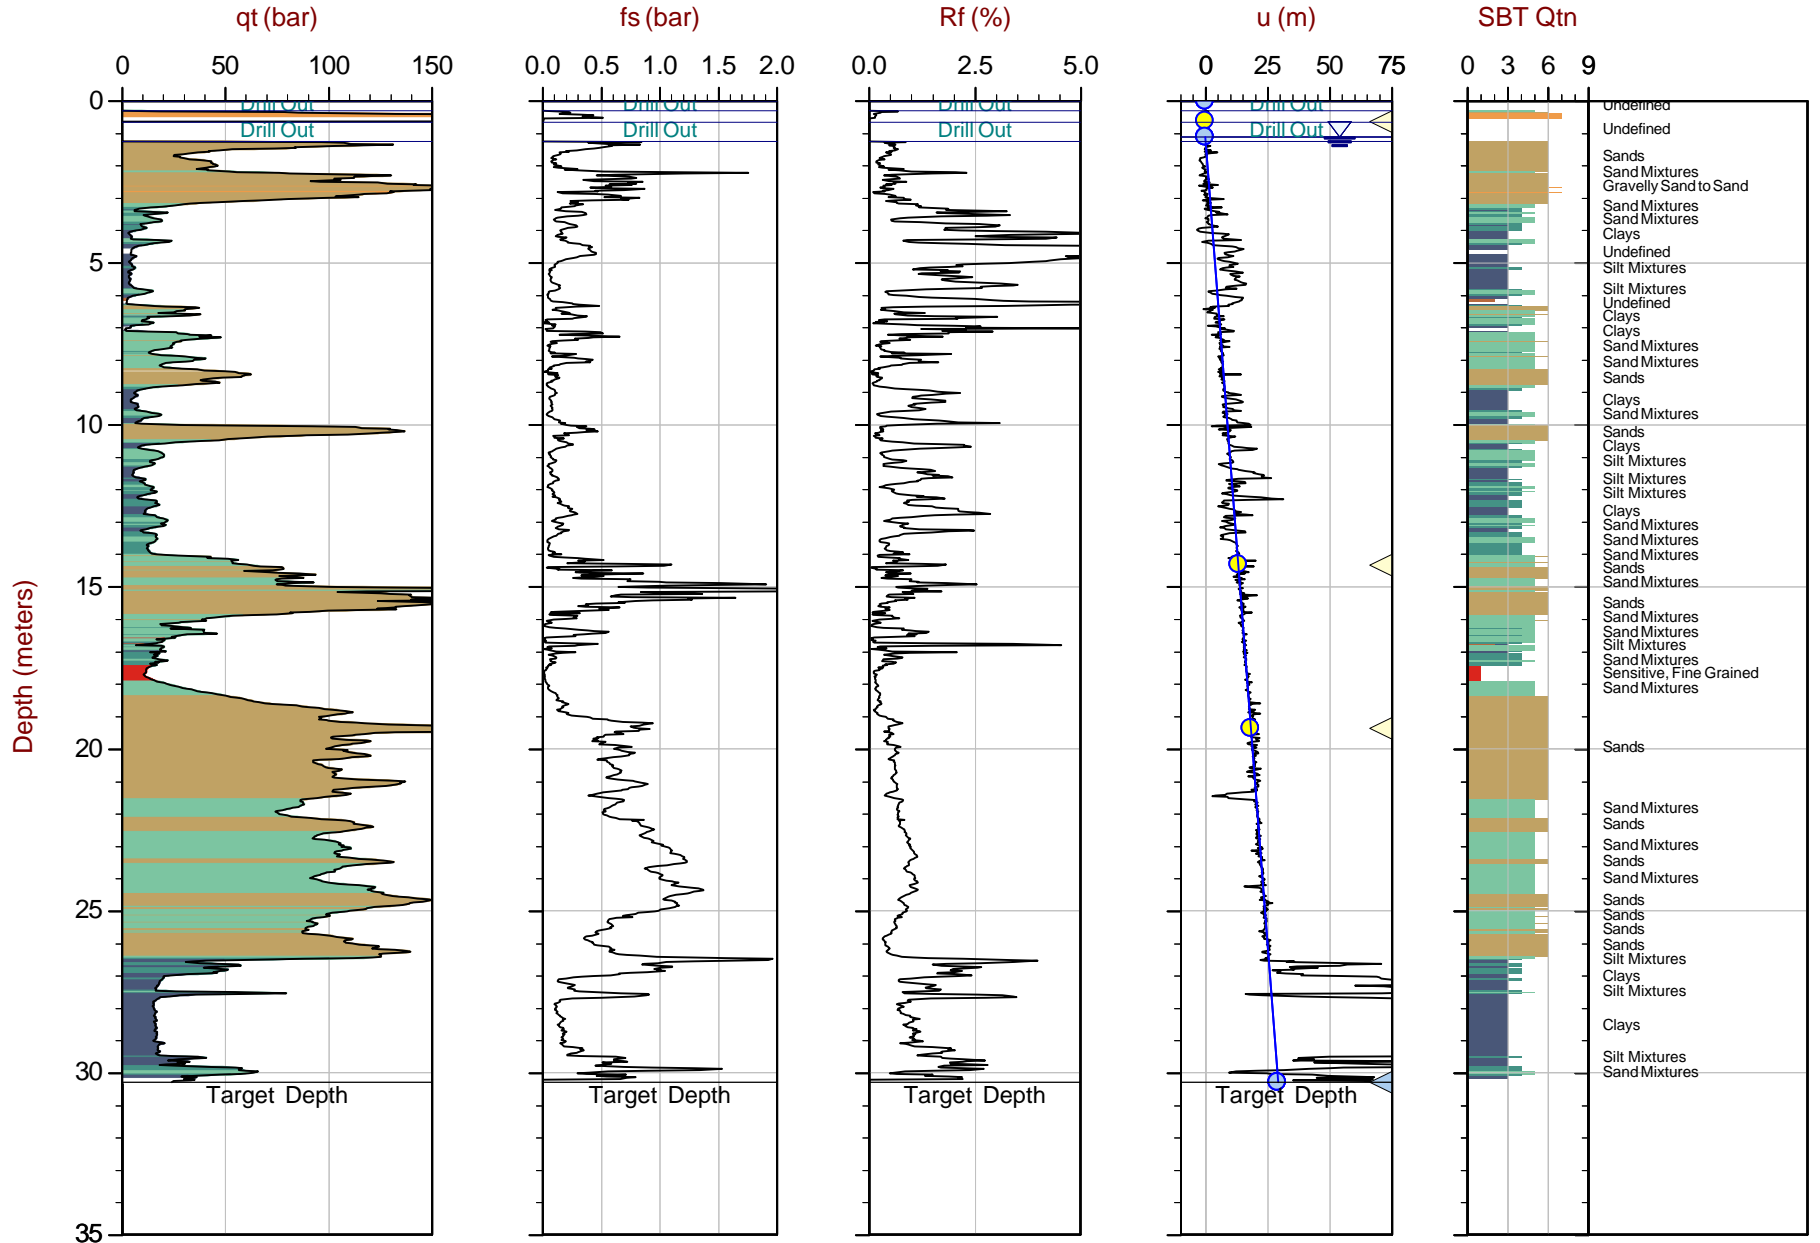 qt (bar)
fs (bar)
Rf (%)
u (m)
SBT Qtn
0 50 100 150
0.0 0.5 1.0 1.5 2.0
0.0 2.5 5.0
0 25 50 75
0 3 6 9
Depth (meters)
0
5
10
15
20
25
30
35
Drill Out
Drill Out
Target Depth
Drill Out
Drill Out
Target Depth
Drill Out
Drill Out
Target Depth
Drill Out
Drill Out
Target Depth
Undefined
Undefined
Sands
Sand Mixtures
Gravelly Sand to Sand
Sand Mixtures
Sand Mixtures
Clays
Undefined
Silt Mixtures
Silt Mixtures
Undefined
Clays
Clays
Sand Mixtures
Sand Mixtures
Sands
Clays
Sand Mixtures
Sands
Clays
Silt Mixtures
Silt Mixtures
Silt Mixtures
Clays
Sand Mixtures
Silt Mixtures
Sand Mixtures
Sands
Sand Mixtures
Sands
Sand Mixtures
Sand Mixtures
Silt Mixtures
Sand Mixtures
Sensitive, Fine Grained
Sand Mixtures
Sands
Sand Mixtures
Sands
Sand Mixtures
Sands
Sand Mixtures
Sands
Sands
Sands
Sands
Silt Mixtures
Clays
Silt Mixtures
Clays
Silt Mixtures
Sand Mixtures